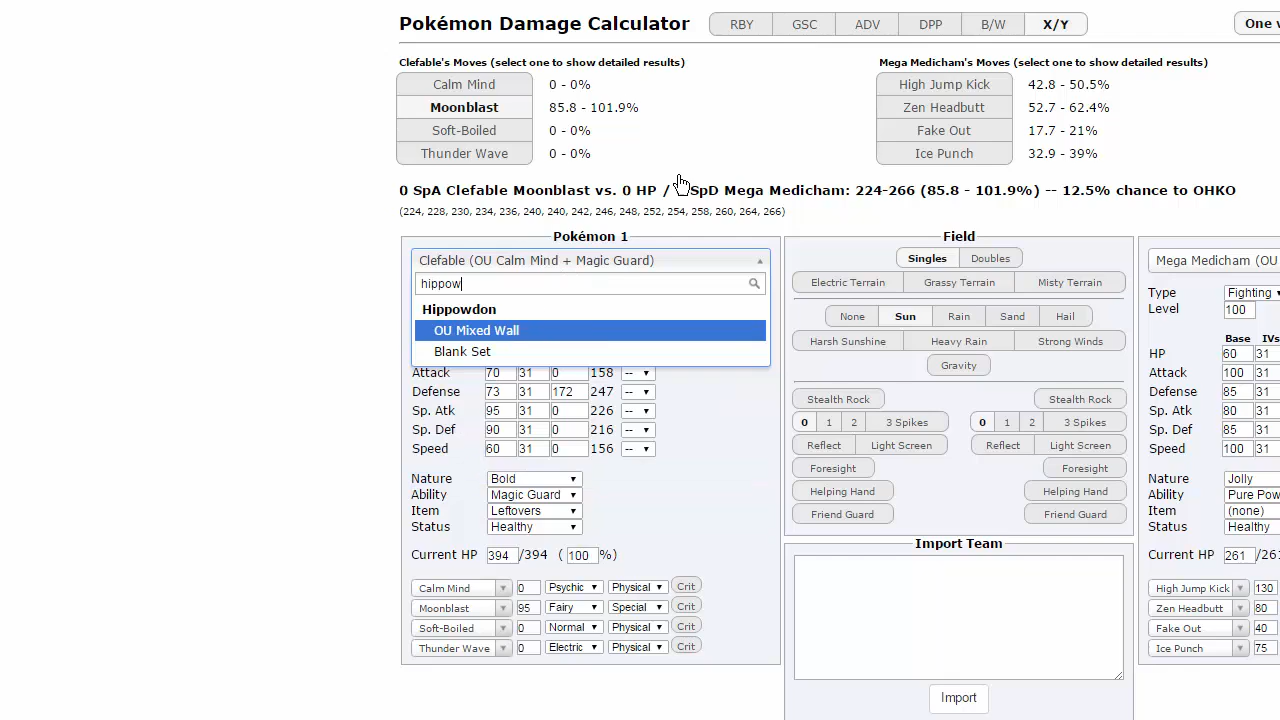 Pokémon Damage Calculator RBY GSC ADV DPP B/W X/Y One v
Clefable's Moves (select one to show detailed results)
Calm Mind 0 - 0%
Moonblast 85.8 - 101.9%
Soft-Boiled 0 - 0%
Thunder Wave 0 - 0%
Mega Medicham's Moves (select one to show detailed results)
High Jump Kick 42.8 - 50.5%
Zen Headbutt 52.7 - 62.4%
Fake Out 17.7 - 21%
Ice Punch 32.9 - 39%
0 SpA Clefable Moonblast vs. 0 HP / SpD Mega Medicham: 224-266 (85.8 - 101.9%) -- 12.5% chance to OHKO
(224, 228, 230, 234, 236, 240, 240, 242, 246, 248, 252, 254, 258, 260, 264, 266)
Pokémon 1
Clefable (OU Calm Mind + Magic Guard)
hippow
Hippowdon
OU Mixed Wall
Blank Set
Attack 70 31 0 158 --
Defense 73 31 172 247 --
Sp. Atk 95 31 0 226 --
Sp. Def 90 31 0 216 --
Speed 60 31 0 156 --
Nature Bold
Ability Magic Guard
Item Leftovers
Status Healthy
Current HP 394 /394 ( 100 %)
Calm Mind 0 Psychic Physical Crit
Moonblast 95 Fairy Special Crit
Soft-Boiled 0 Normal Physical Crit
Thunder Wave 0 Electric Physical Crit
Field
Singles Doubles
Electric Terrain Grassy Terrain Misty Terrain
None Sun Rain Sand Hail
Harsh Sunshine Heavy Rain Strong Winds
Gravity
Stealth Rock Stealth Rock
0 1 2 3 Spikes 0 1 2 3 Spikes
Reflect Light Screen Reflect Light Screen
Foresight Foresight
Helping Hand Helping Hand
Friend Guard Friend Guard
Import Team
Import
Mega Medicham (OU
Type Fighting
Level 100
Base IVs
HP 60 31
Attack 100 31
Defense 85 31
Sp. Atk 80 31
Sp. Def 85 31
Speed 100 31
Nature Jolly
Ability Pure Pow
Item (none)
Status Healthy
Current HP 261 /261
High Jump Kick 130
Zen Headbutt 80
Fake Out 40
Ice Punch 75